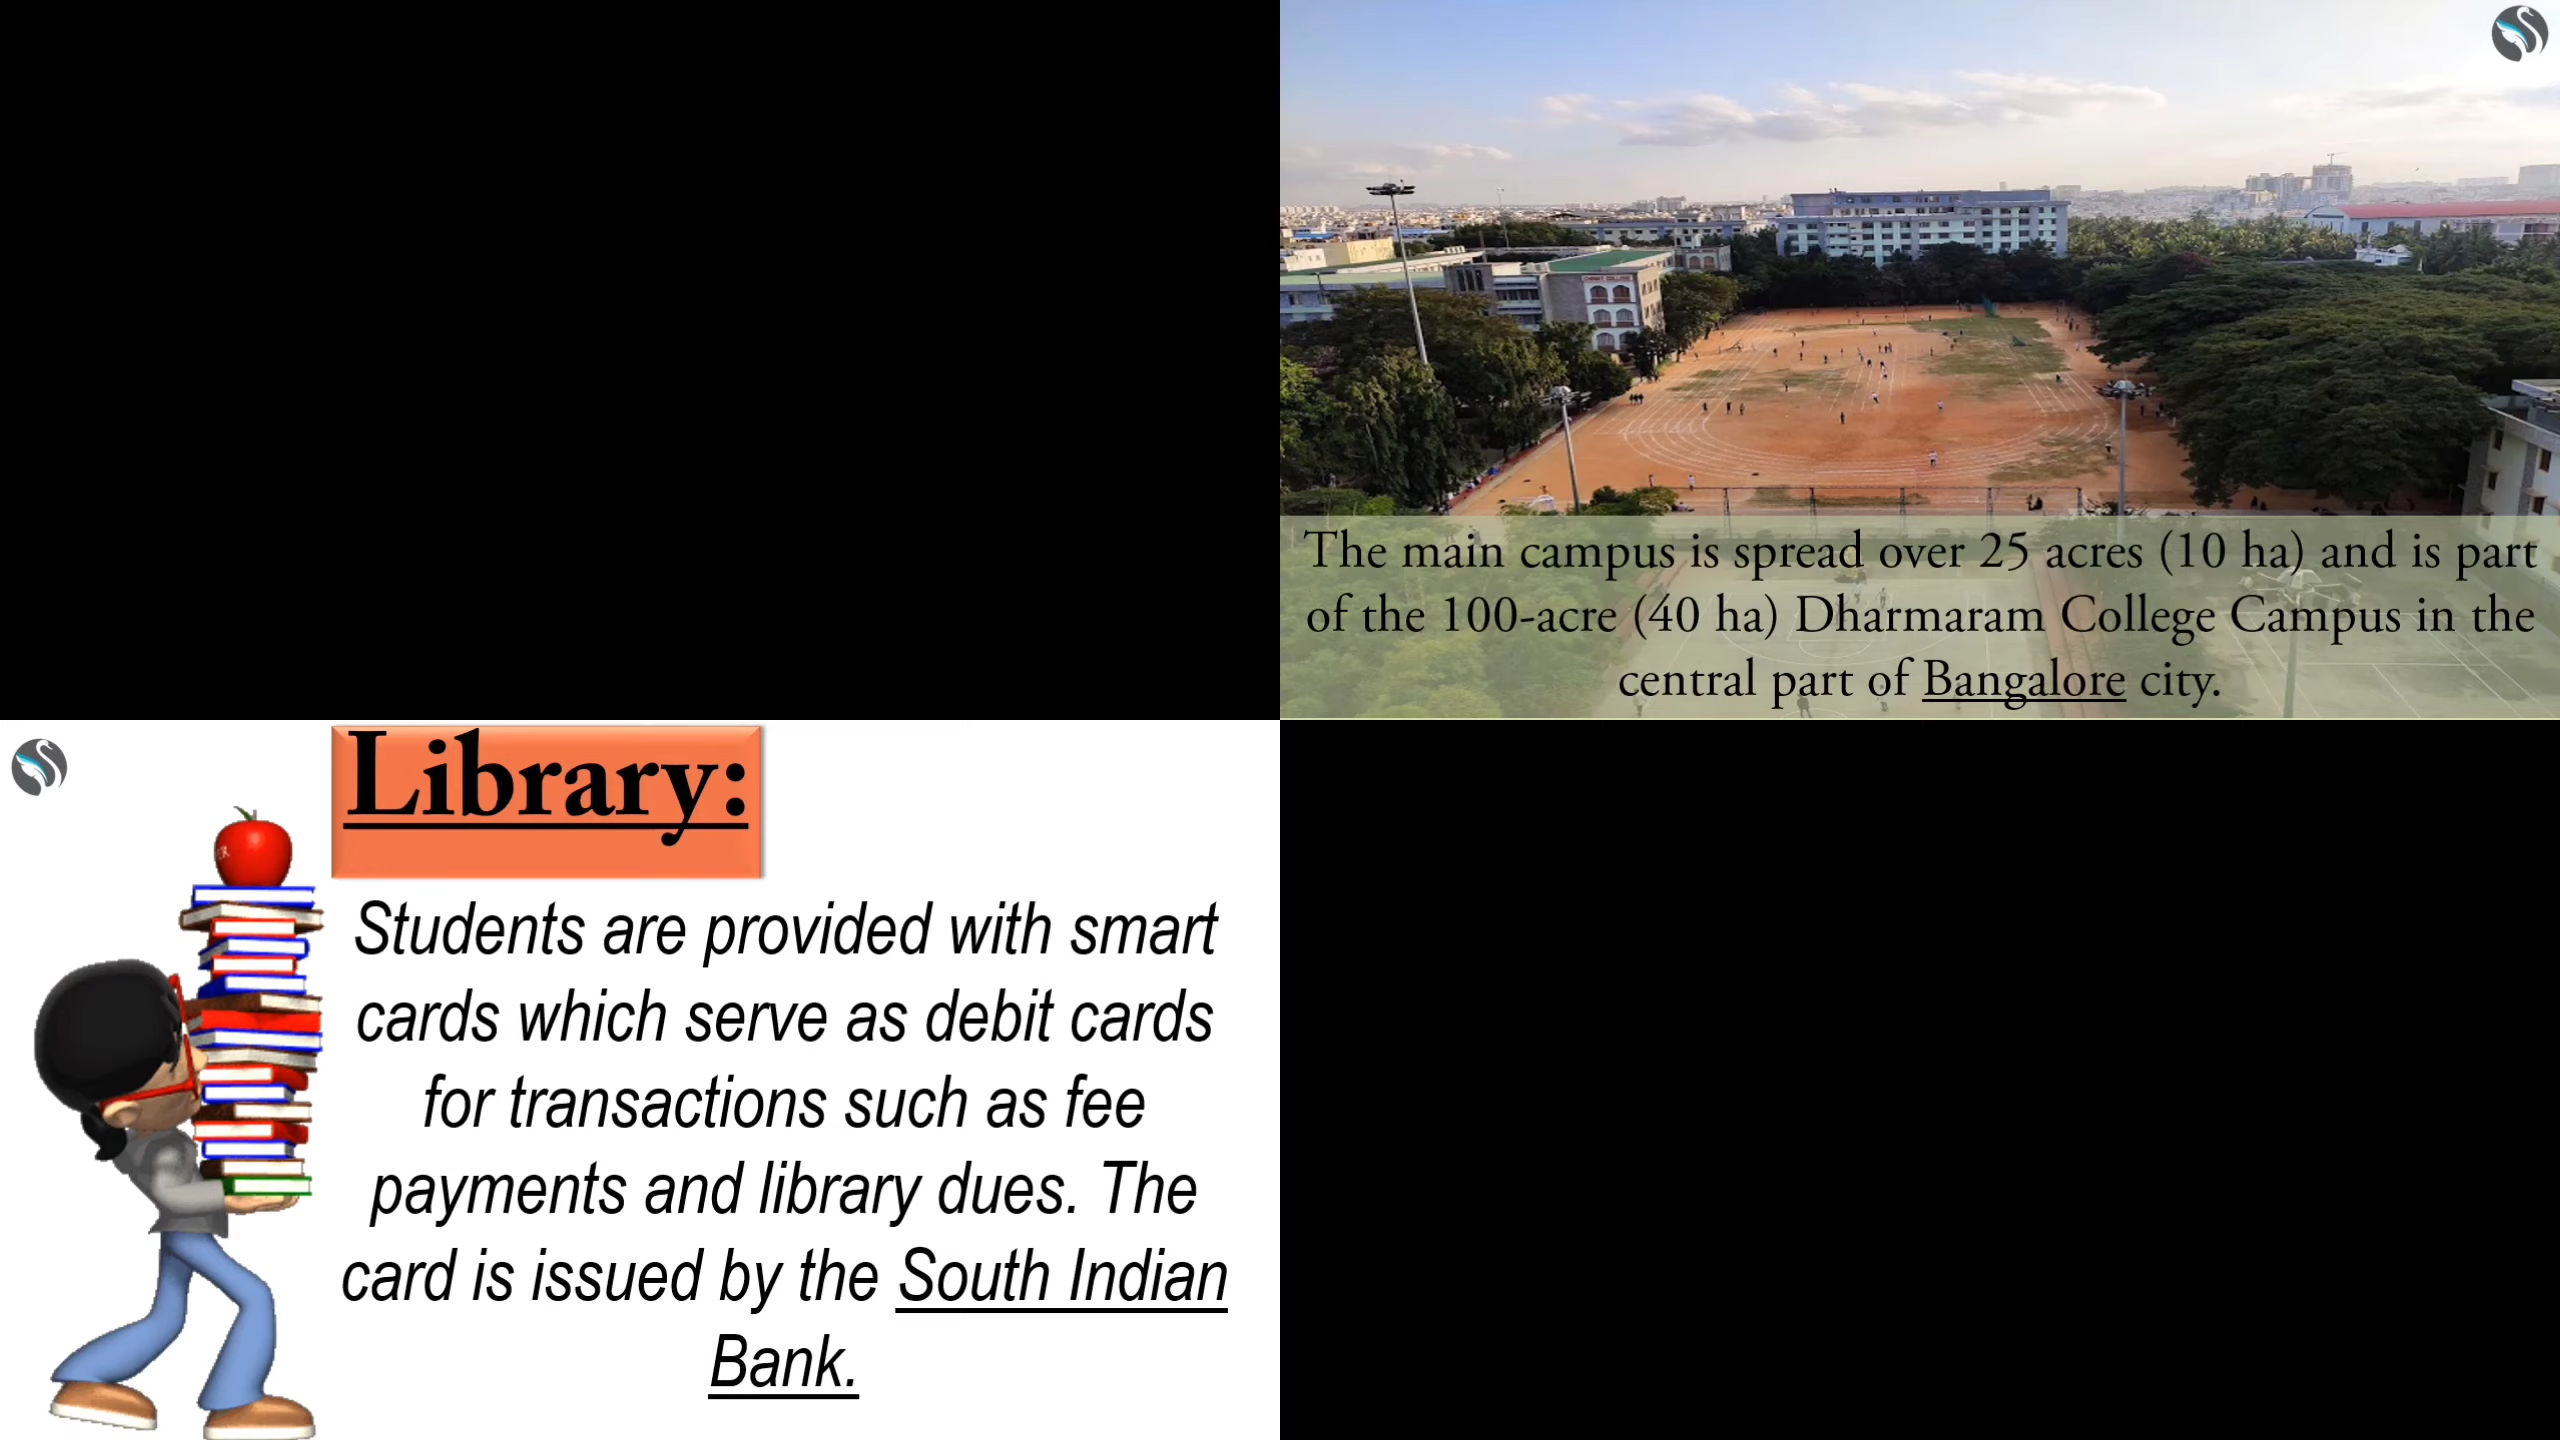 The main campus is spread over 25 acres (10 ha) and is part
of the 100-acre (40 ha) Dharmaram College Campus in the
central part of Bangalore city.
Library:
Students are provided with smart
cards which serve as debit cards
for transactions such as fee
payments and library dues. The
card is issued by the South Indian
Bank.